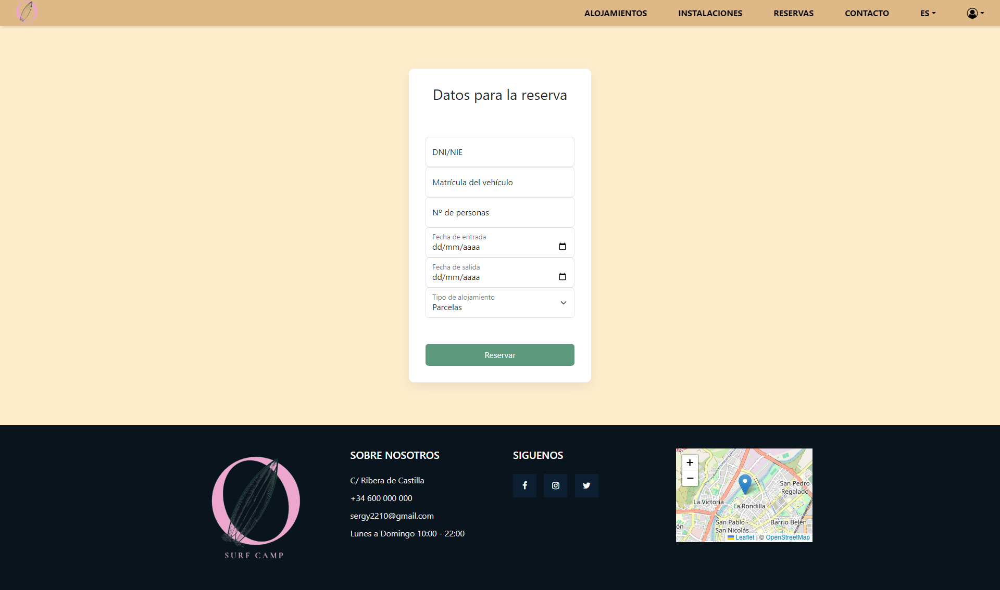 ALOJAMIENTOS INSTALACIONES RESERVAS CONTACTO ES
Datos para la reserva
DNI/NIE
Matrícula del vehículo
Nº de personas
Fecha de entrada
dd/mm/aaaa
Fecha de salida
dd/mm/aaaa
Tipo de alojamiento
Parcelas
Reservar
SURF CAMP
SOBRE NOSOTROS
C/ Ribera de Castilla
+34 600 000 000
sergy2210@gmail.com
Lunes a Domingo 10:00 - 22:00
SIGUENOS
+
−
San Pedro
Regalado
La Victoria
La Rondilla
San Pablo -
San Nicolás
Barrio Belén
ón
Leaflet | © OpenStreetMap